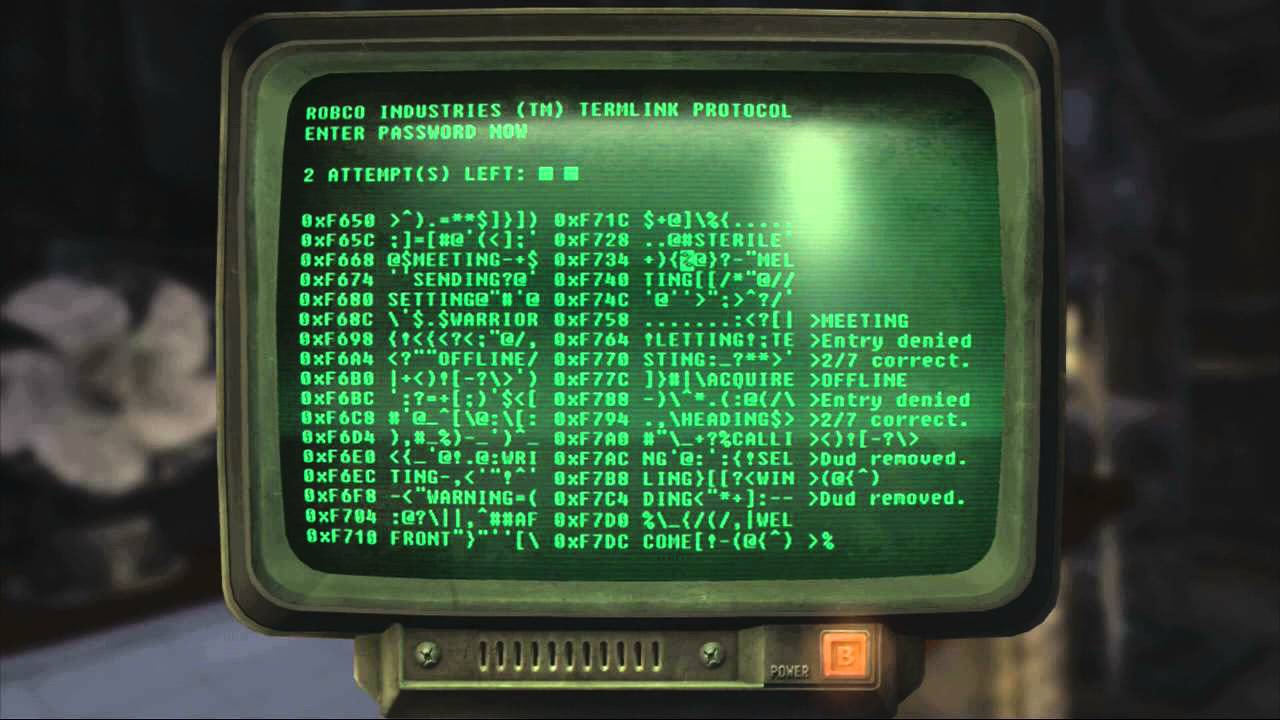 ROBCO INDUSTRIES (TM) TERMLINK PROTOCOL
ENTER PASSWORD NOW
2 ATTEMPT(S) LEFT: ■ ■
0xF650 >^).=**$]}]) 0xF71C $+@]\%{.....
0xF65C ;]=[#@'(<];' 0xF728 ..@#STERILE'
0xF668 @$MEETING-+$ 0xF734 +){%@}?-"MEL
0xF674 ''SENDING?@' 0xF740 TING[[/*"@//
0xF680 SETTING@"#'@ 0xF74C '@''>";>^?/'
0xF68C \'$.$WARRIOR 0xF758 .......:<?[| >MEETING
0xF698 {!<{<?<;"@/, 0xF764 !LETTING!;TE >Entry denied
0xF6A4 <?""OFFLINE/ 0xF770 STING:_?**>' >2/7 correct.
0xF6B0 |+<)![-?\>') 0xF77C ]}#|\ACQUIRE >OFFLINE
0xF6BC ';?=+[;)'$<[ 0xF788 -)\^*.(:@(/\ >Entry denied
0xF6C8 #'@_^[\@:\[: 0xF794 .,\HEADING$> >2/7 correct.
0xF6D4 ),#_%)-_')^_ 0xF7A0 #"\_+?%CALLI ><)![-?\>
0xF6E0 <{_'@!.@:WRI 0xF7AC NG'@:':{!SEL >Dud removed.
0xF6EC TING-,<'"!^' 0xF7B8 LING}[[?<WIN >(@{^)
0xF6F8 -<"WARNING=( 0xF7C4 DING<"*+]:-- >Dud removed.
0xF704 :@?\||,^##AF 0xF7D0 %\_{/(/,|WEL
0xF710 FRONT"}"''[\ 0xF7DC COME[!-(@{^) >%
POWER
B